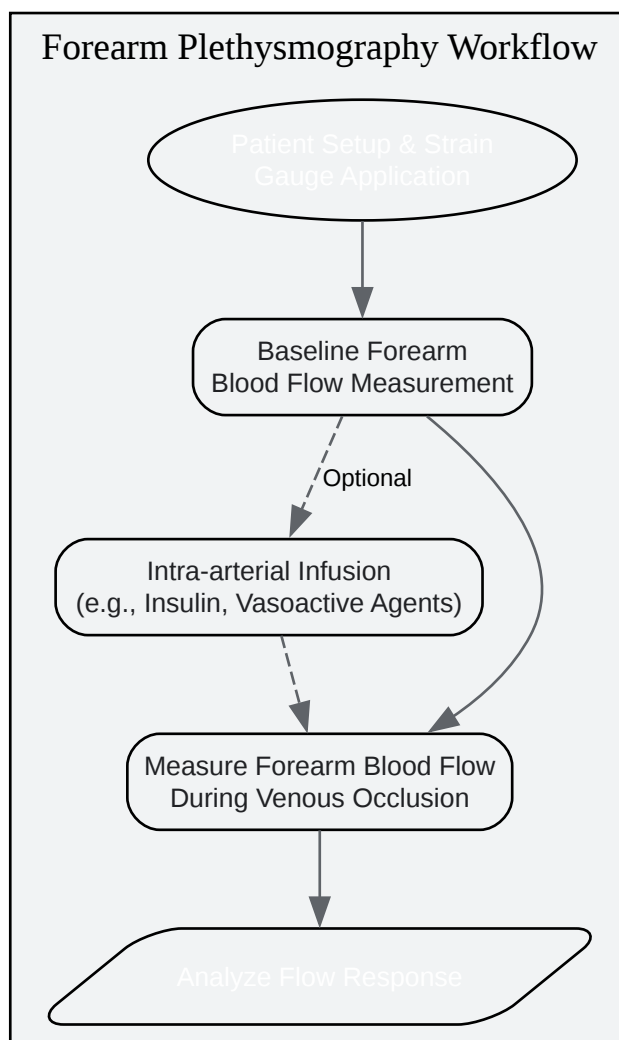 Forearm Plethysmography Workflow
Patient Setup & Strain
Gauge Application
Baseline Forearm
Blood Flow Measurement
Optional
Intra-arterial Infusion
(e.g., Insulin, Vasoactive Agents)
Measure Forearm Blood Flow
During Venous Occlusion
Analyze Flow Response